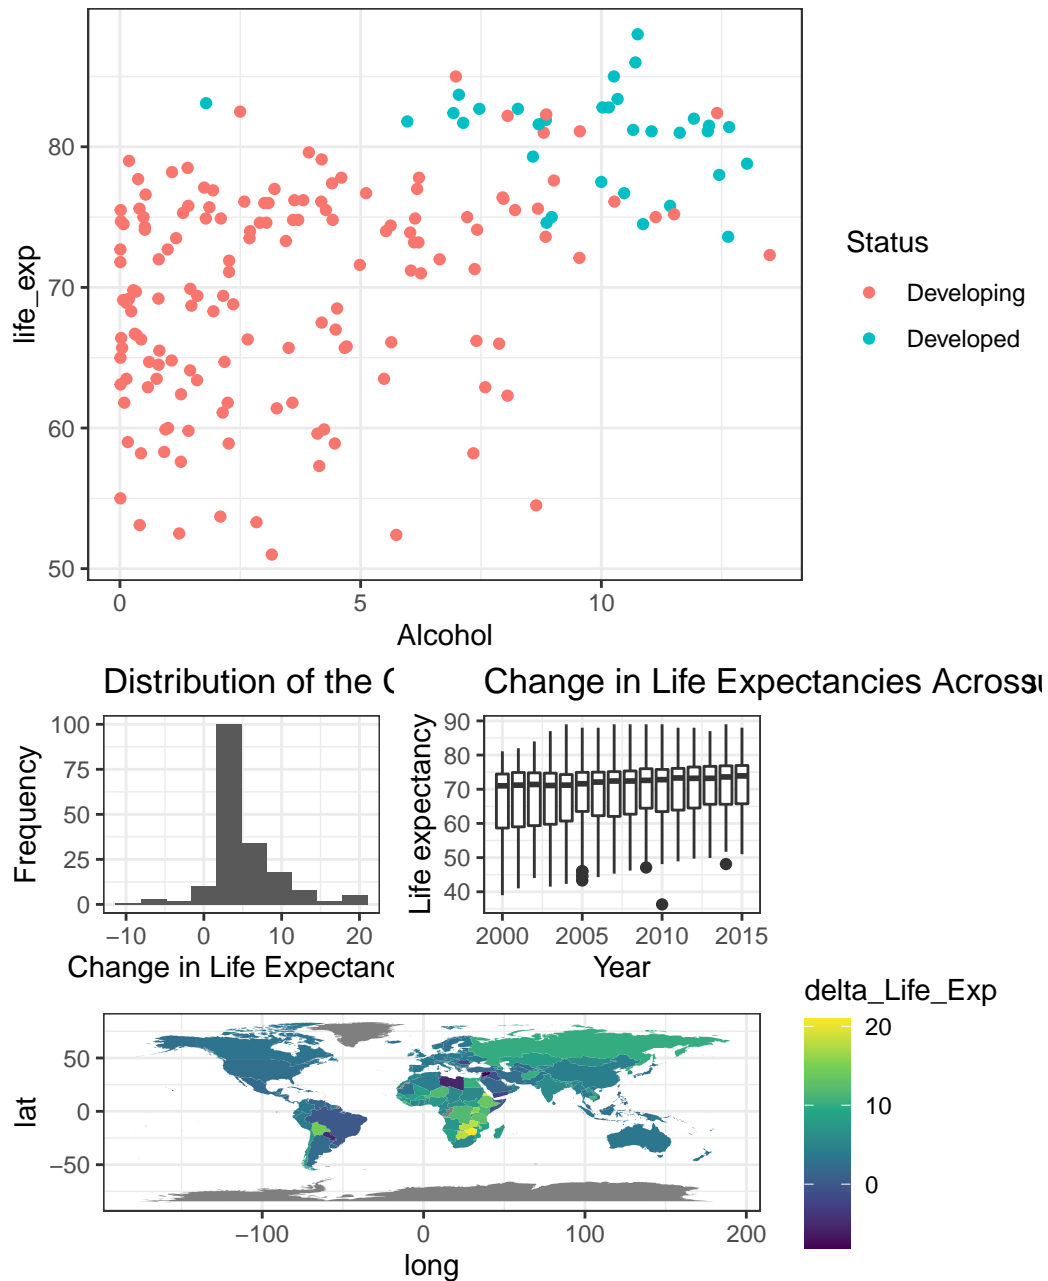 80
70
60
50
life_exp
0 5 10
Alcohol
Status
Developing
Developed
Distribution of the
100
75
50
25
0
Frequency
−10 0 10 20
Change in Life
Change in Life Expectancies Across
90
80
70
60
50
40
Life expectancy
2000 2005 2010 2015
Year
50
0
−50
lat
−100 0 100 200
long
delta_Life_Exp
20
10
0